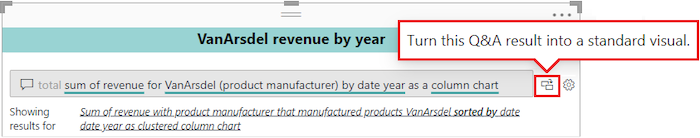 VanArsdel revenue by year
Turn this Q&A result into a standard visual.
total sum of revenue for VanArsdel (product manufacturer) by date year as a column chart
Showing Sum of revenue with product manufacturer that manufactured products VanArsdel sorted by date
results for date year as clustered column chart